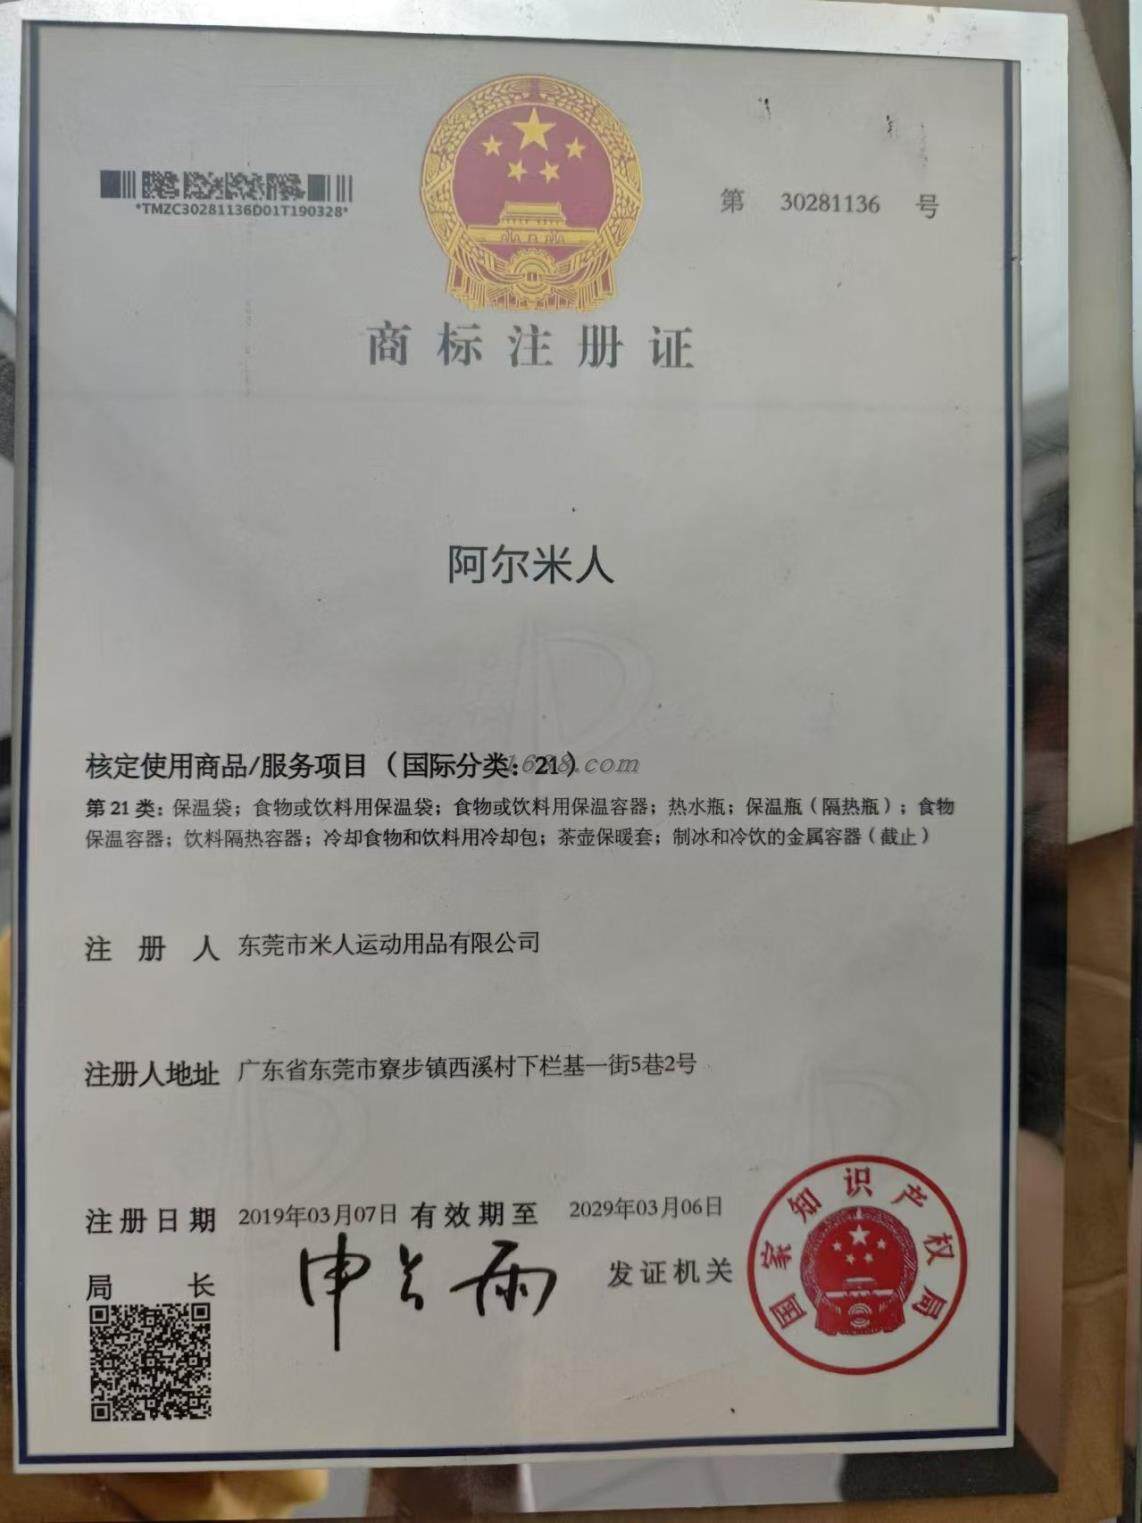 *TMZC30281136D01T190328*
第 30281136 号
商标注册证
阿尔米人
核定使用商品/服务项目（国际分类：21）
1688.com
第 21 类：保温袋；食物或饮料用保温袋；食物或饮料用保温容器；热水瓶；保温瓶（隔热瓶）；食物
保温容器；饮料隔热容器；冷却食物和饮料用冷却包；茶壶保暖套；制冰和冷饮的金属容器（截止）
注册人 东莞市米人运动用品有限公司
注册人地址 广东省东莞市寮步镇西溪村下栏基一街5巷2号
注册日期 2019年03月07日 有效期至 2029年03月06日
局长 申长雨 发证机关
国家知识产权局